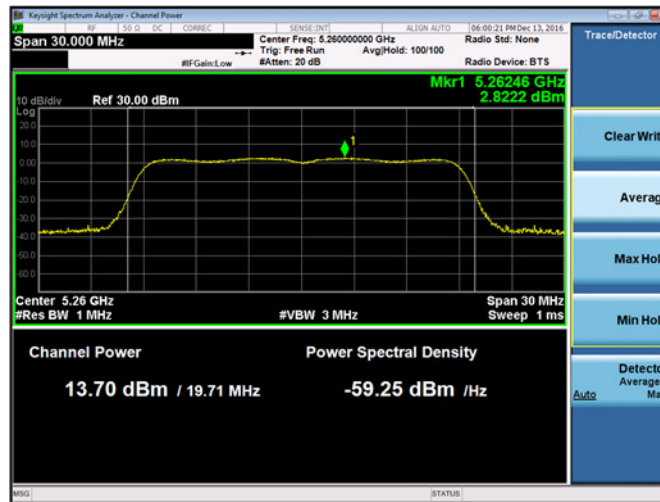 Keysight Spectrum Analyzer - Channel Power
RF 50 Ω DC CORREC SENSE:INT ALIGN AUTO 06:00:21 PM Dec 13, 2016
Span 30.000 MHz
Center Freq: 5.260000000 GHz
Radio Std: None
Trig: Free Run Avg|Hold: 100/100
#IFGain:Low
#Atten: 20 dB
Radio Device: BTS
Trace/Detector
Mkr1 5.26246 GHz
2.8222 dBm
10 dB/div Ref 30.00 dBm
Log
20.0
10.0
0.00
-10.0
-20.0
-30.0
-40.0
-50.0
-60.0
1
Center 5.26 GHz
Span 30 MHz
#Res BW 1 MHz
#VBW 3 MHz
Sweep 1 ms
Channel Power
Power Spectral Density
13.70 dBm / 19.71 MHz
-59.25 dBm /Hz
Clear Writ
Averag
Max Hol
Min Hol
Detecto
Average
Auto Ma
MSG
STATUS